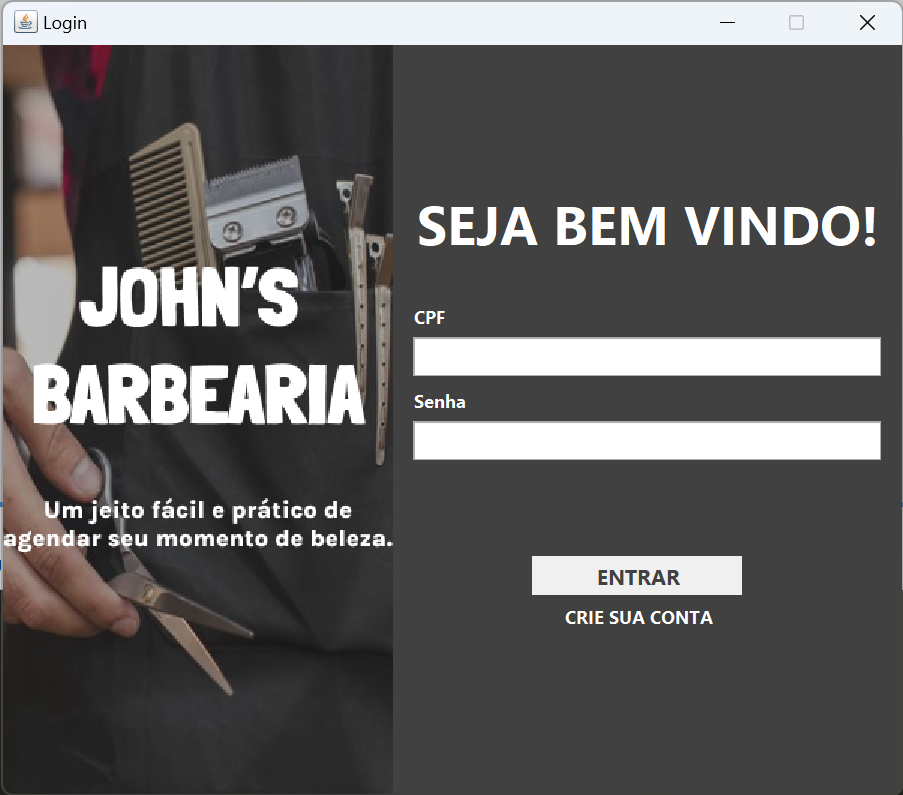 Login
JOHN'S
BARBEARIA
Um jeito fácil e prático de
agendar seu momento de beleza.
SEJA BEM VINDO!
CPF
Senha
ENTRAR
CRIE SUA CONTA